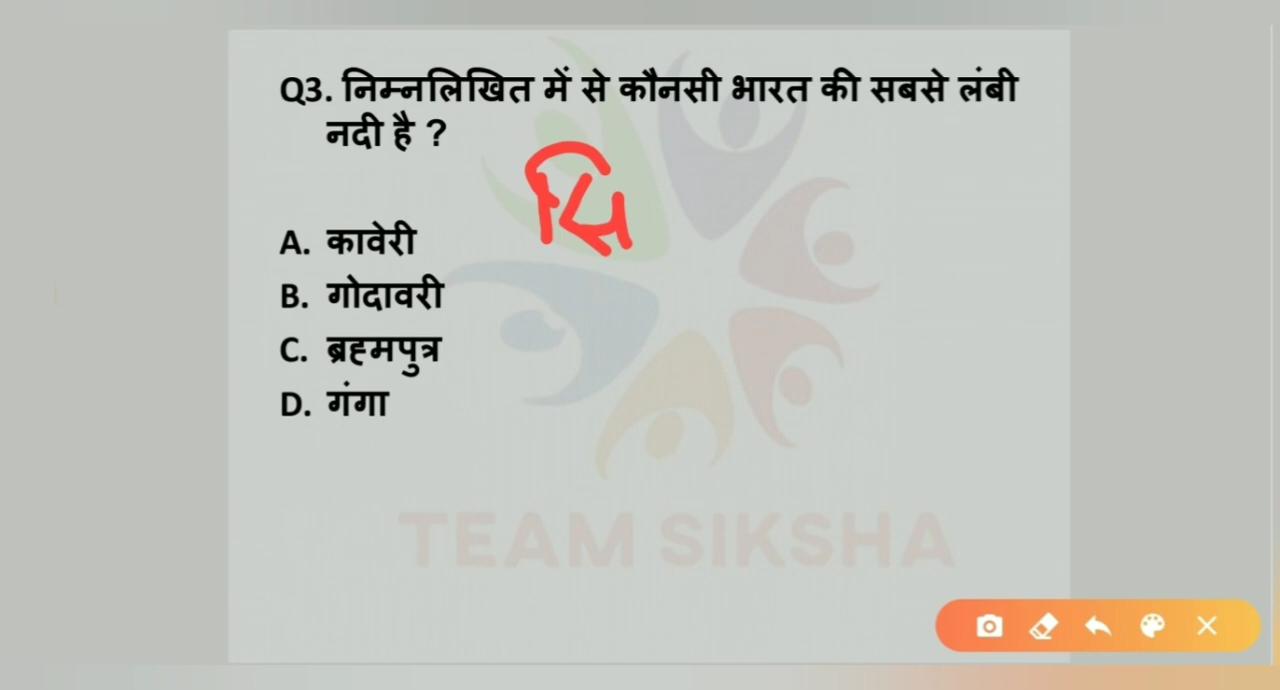 Q3. निम्नलिखित में से कौनसी भारत की सबसे लंबी
नदी है ?
सि
A. कावेरी
B. गोदावरी
C. ब्रह्मपुत्र
D. गंगा
TEAM SIKSHA